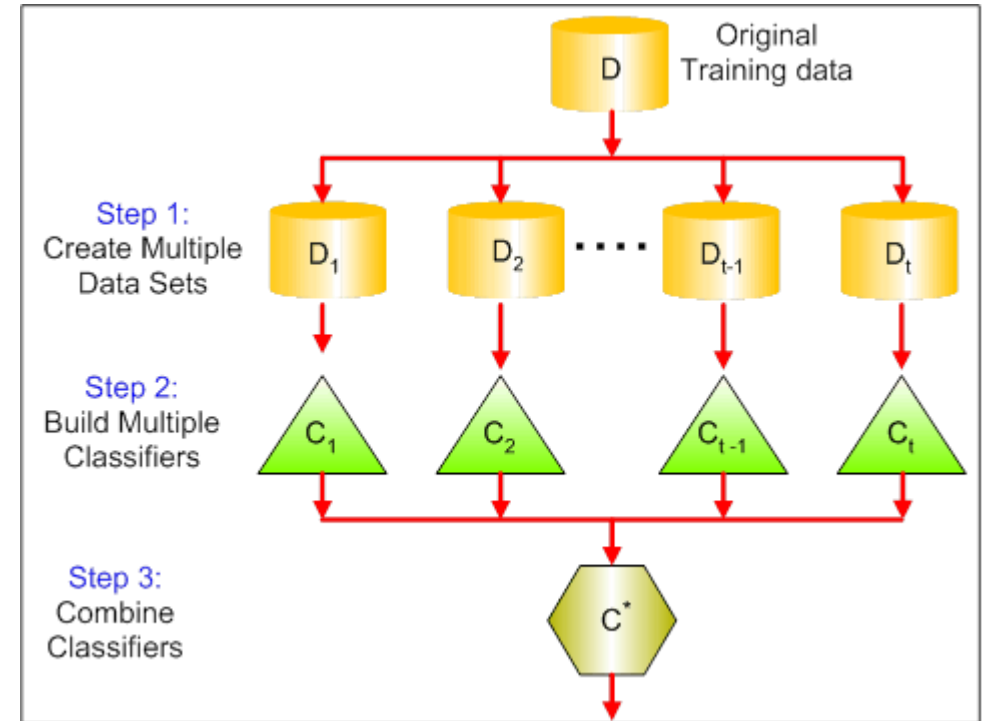 D
Original
Training data
Step 1:
Create Multiple
Data Sets
D₁
D₂
....
Dₜ₋₁
Dₜ
Step 2:
Build Multiple
Classifiers
C₁
C₂
Cₜ ₋₁
Cₜ
Step 3:
Combine
Classifiers
C*